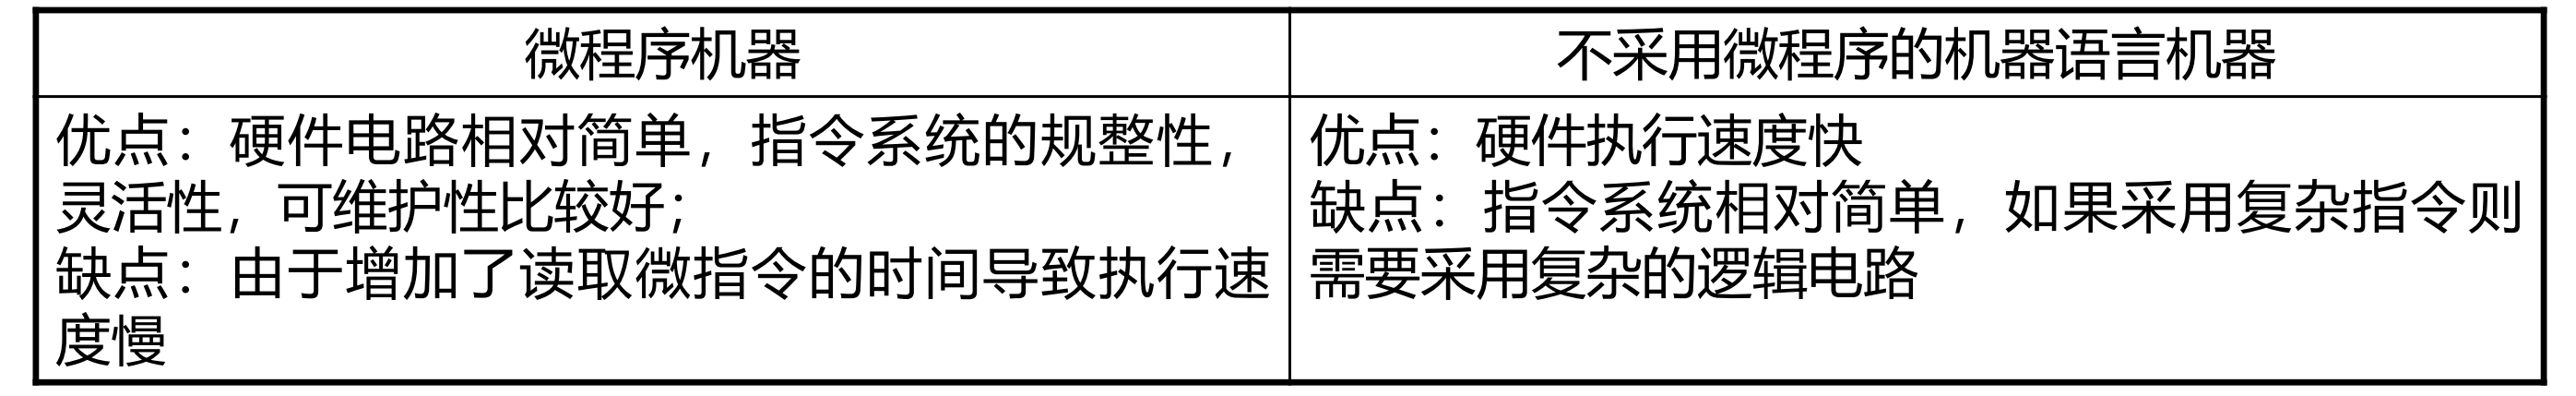 微程序机器
不采用微程序的机器语言机器
优点：硬件电路相对简单，指令系统的规整性，
灵活性，可维护性比较好；
缺点：由于增加了读取微指令的时间导致执行速
度慢
优点：硬件执行速度快
缺点：指令系统相对简单，如果采用复杂指令则
需要采用复杂的逻辑电路